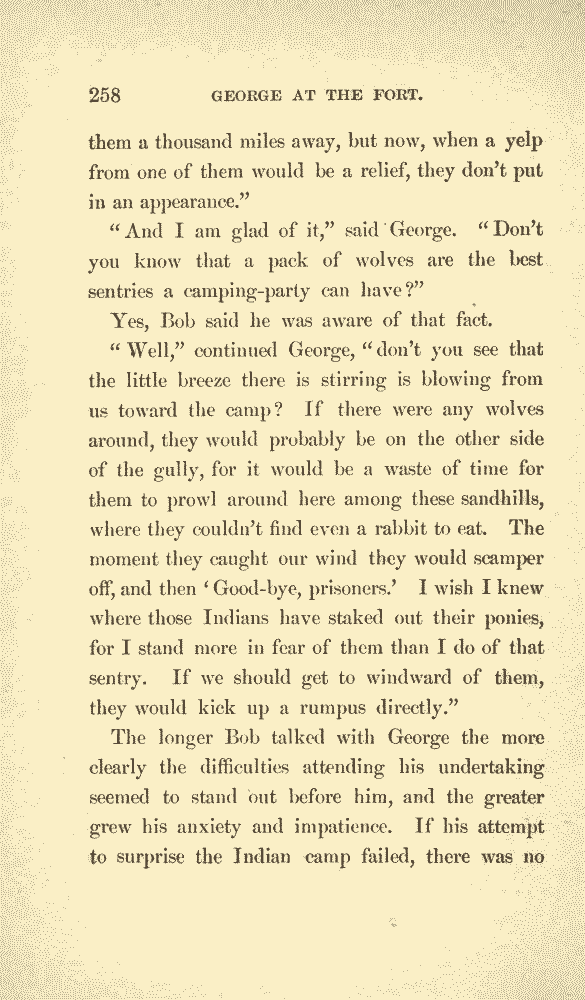 258 GEORGE AT THE FORT.
them a thousand miles away, but now, when a yelp
from one of them would be a relief, they don't put
in an appearance.”
“And I am glad of it,” said George. “Don't
you know that a pack of wolves are the best
sentries a camping-party can have?”
Yes, Bob said he was aware of that fact.
“Well,” continued George, “don't you see that
the little breeze there is stirring is blowing from
us toward the camp? If there were any wolves
around, they would probably be on the other side
of the gully, for it would be a waste of time for
them to prowl around here among these sandhills,
where they couldn't find even a rabbit to eat. The
moment they caught our wind they would scamper
off, and then ‘Good-bye, prisoners.’ I wish I knew
where those Indians have staked out their ponies,
for I stand more in fear of them than I do of that
sentry. If we should get to windward of them,
they would kick up a rumpus directly.”
The longer Bob talked with George the more
clearly the difficulties attending his undertaking
seemed to stand out before him, and the greater
grew his anxiety and impatience. If his attempt
to surprise the Indian camp failed, there was no